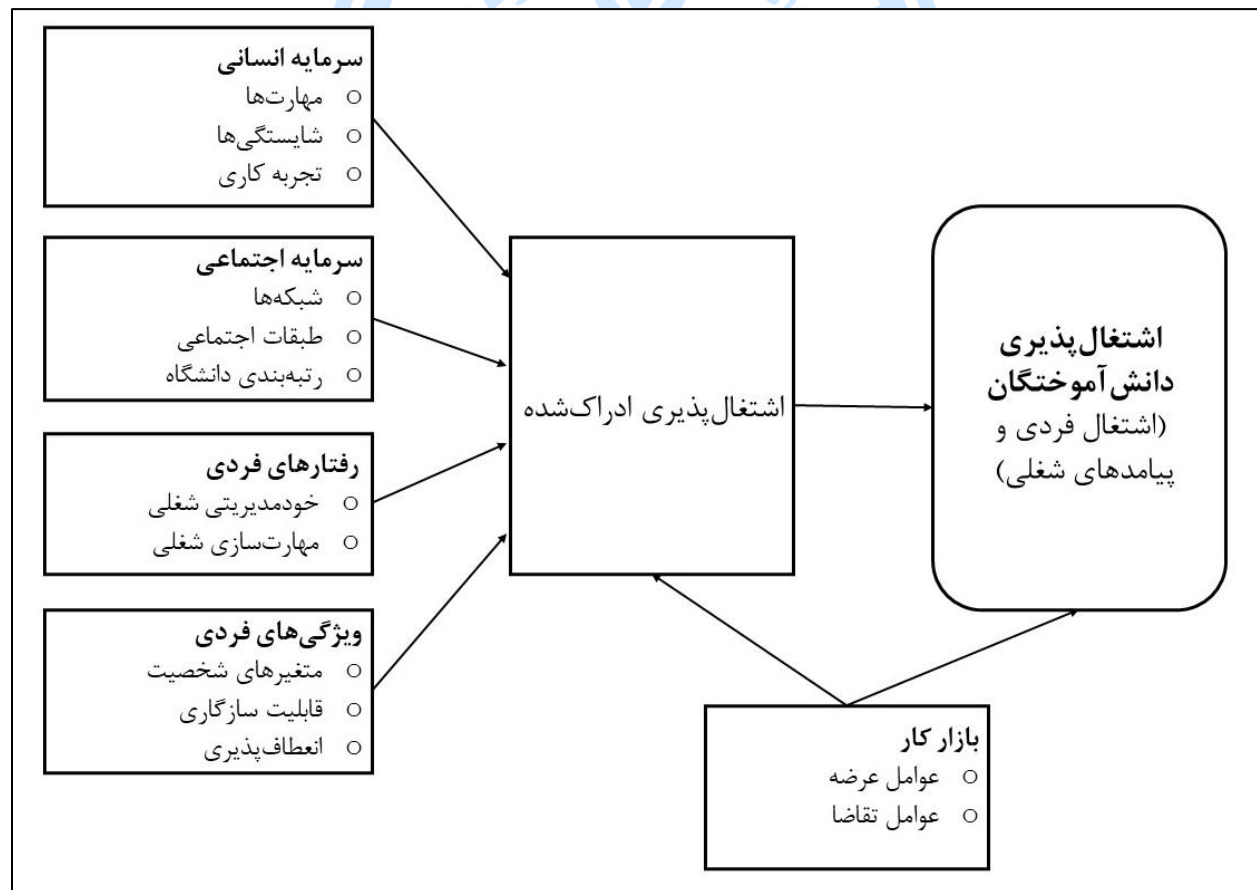 سرمایه انسانی
○ مهارت‌ها
○ شایستگی‌ها
○ تجربه کاری
سرمایه اجتماعی
○ شبکه‌ها
○ طبقات اجتماعی
○ رتبه‌بندی دانشگاه
رفتارهای فردی
○ خودمدیریتی شغلی
○ مهارت‌سازی شغلی
ویژگی‌های فردی
○ متغیرهای شخصیت
○ قابلیت سازگاری
○ انعطاف‌پذیری
اشتغال‌پذیری ادراک‌شده
اشتغال‌پذیری
دانش‌آموختگان
(اشتغال فردی و
پیامدهای شغلی)
بازار کار
○ عوامل عرضه
○ عوامل تقاضا